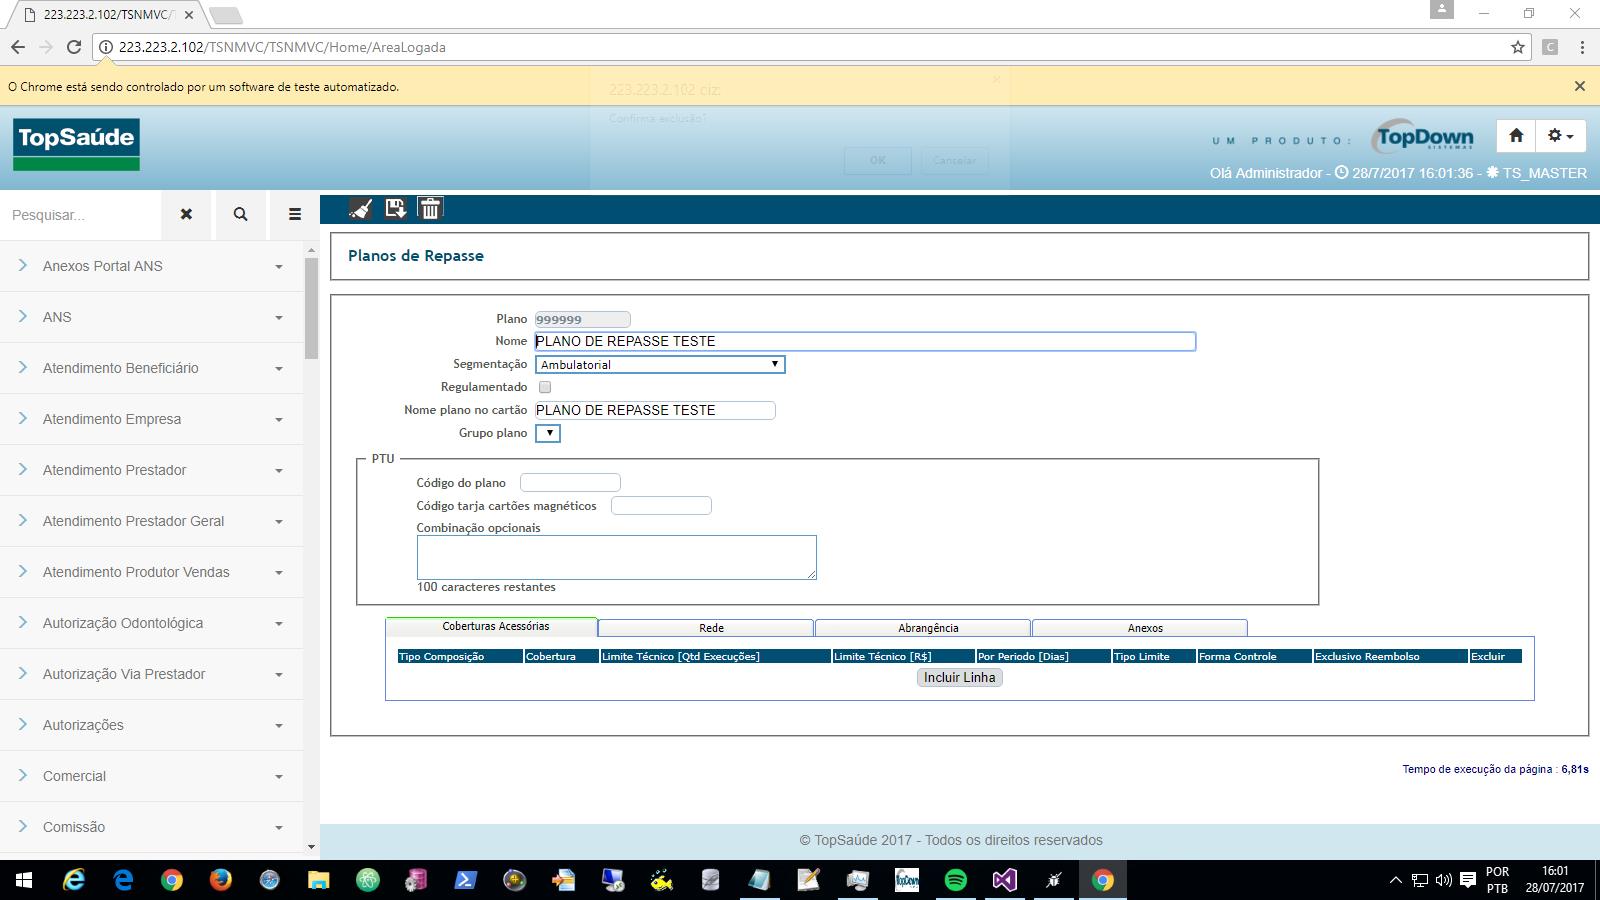 223.223.2.102/TSNMVC/T
223.223.2.102/TSNMVC/TSNMVC/Home/AreaLogada
C
O Chrome está sendo controlado por um software de teste automatizado.
223.223.2.102 diz:
Confirma exclusão?
OK Cancelar
TopSaúde
UM PRODUTO:
TopDown
SISTEMAS
Olá Administrador - 28/7/2017 16:01:36 - TS_MASTER
Pesquisar...
Anexos Portal ANS
ANS
Atendimento Beneficiário
Atendimento Empresa
Atendimento Prestador
Atendimento Prestador Geral
Atendimento Produtor Vendas
Autorização Odontológica
Autorização Via Prestador
Autorizações
Comercial
Comissão
Planos de Repasse
Plano 999999
Nome PLANO DE REPASSE TESTE
Segmentação Ambulatorial
Regulamentado
Nome plano no cartão PLANO DE REPASSE TESTE
Grupo plano
PTU
Código do plano
Código tarja cartões magnéticos
Combinação opcionais
100 caracteres restantes
Coberturas Acessórias Rede Abrangência Anexos
Tipo Composição Cobertura Limite Técnico [Qtd Execuções] Limite Técnico [R$] Por Periodo [Dias] Tipo Limite Forma Controle Exclusivo Reembolso Excluir
Incluir Linha
Tempo de execução da página : 6,81s
© TopSaúde 2017 - Todos os direitos reservados
TopDown
POR
PTB
16:01
28/07/2017